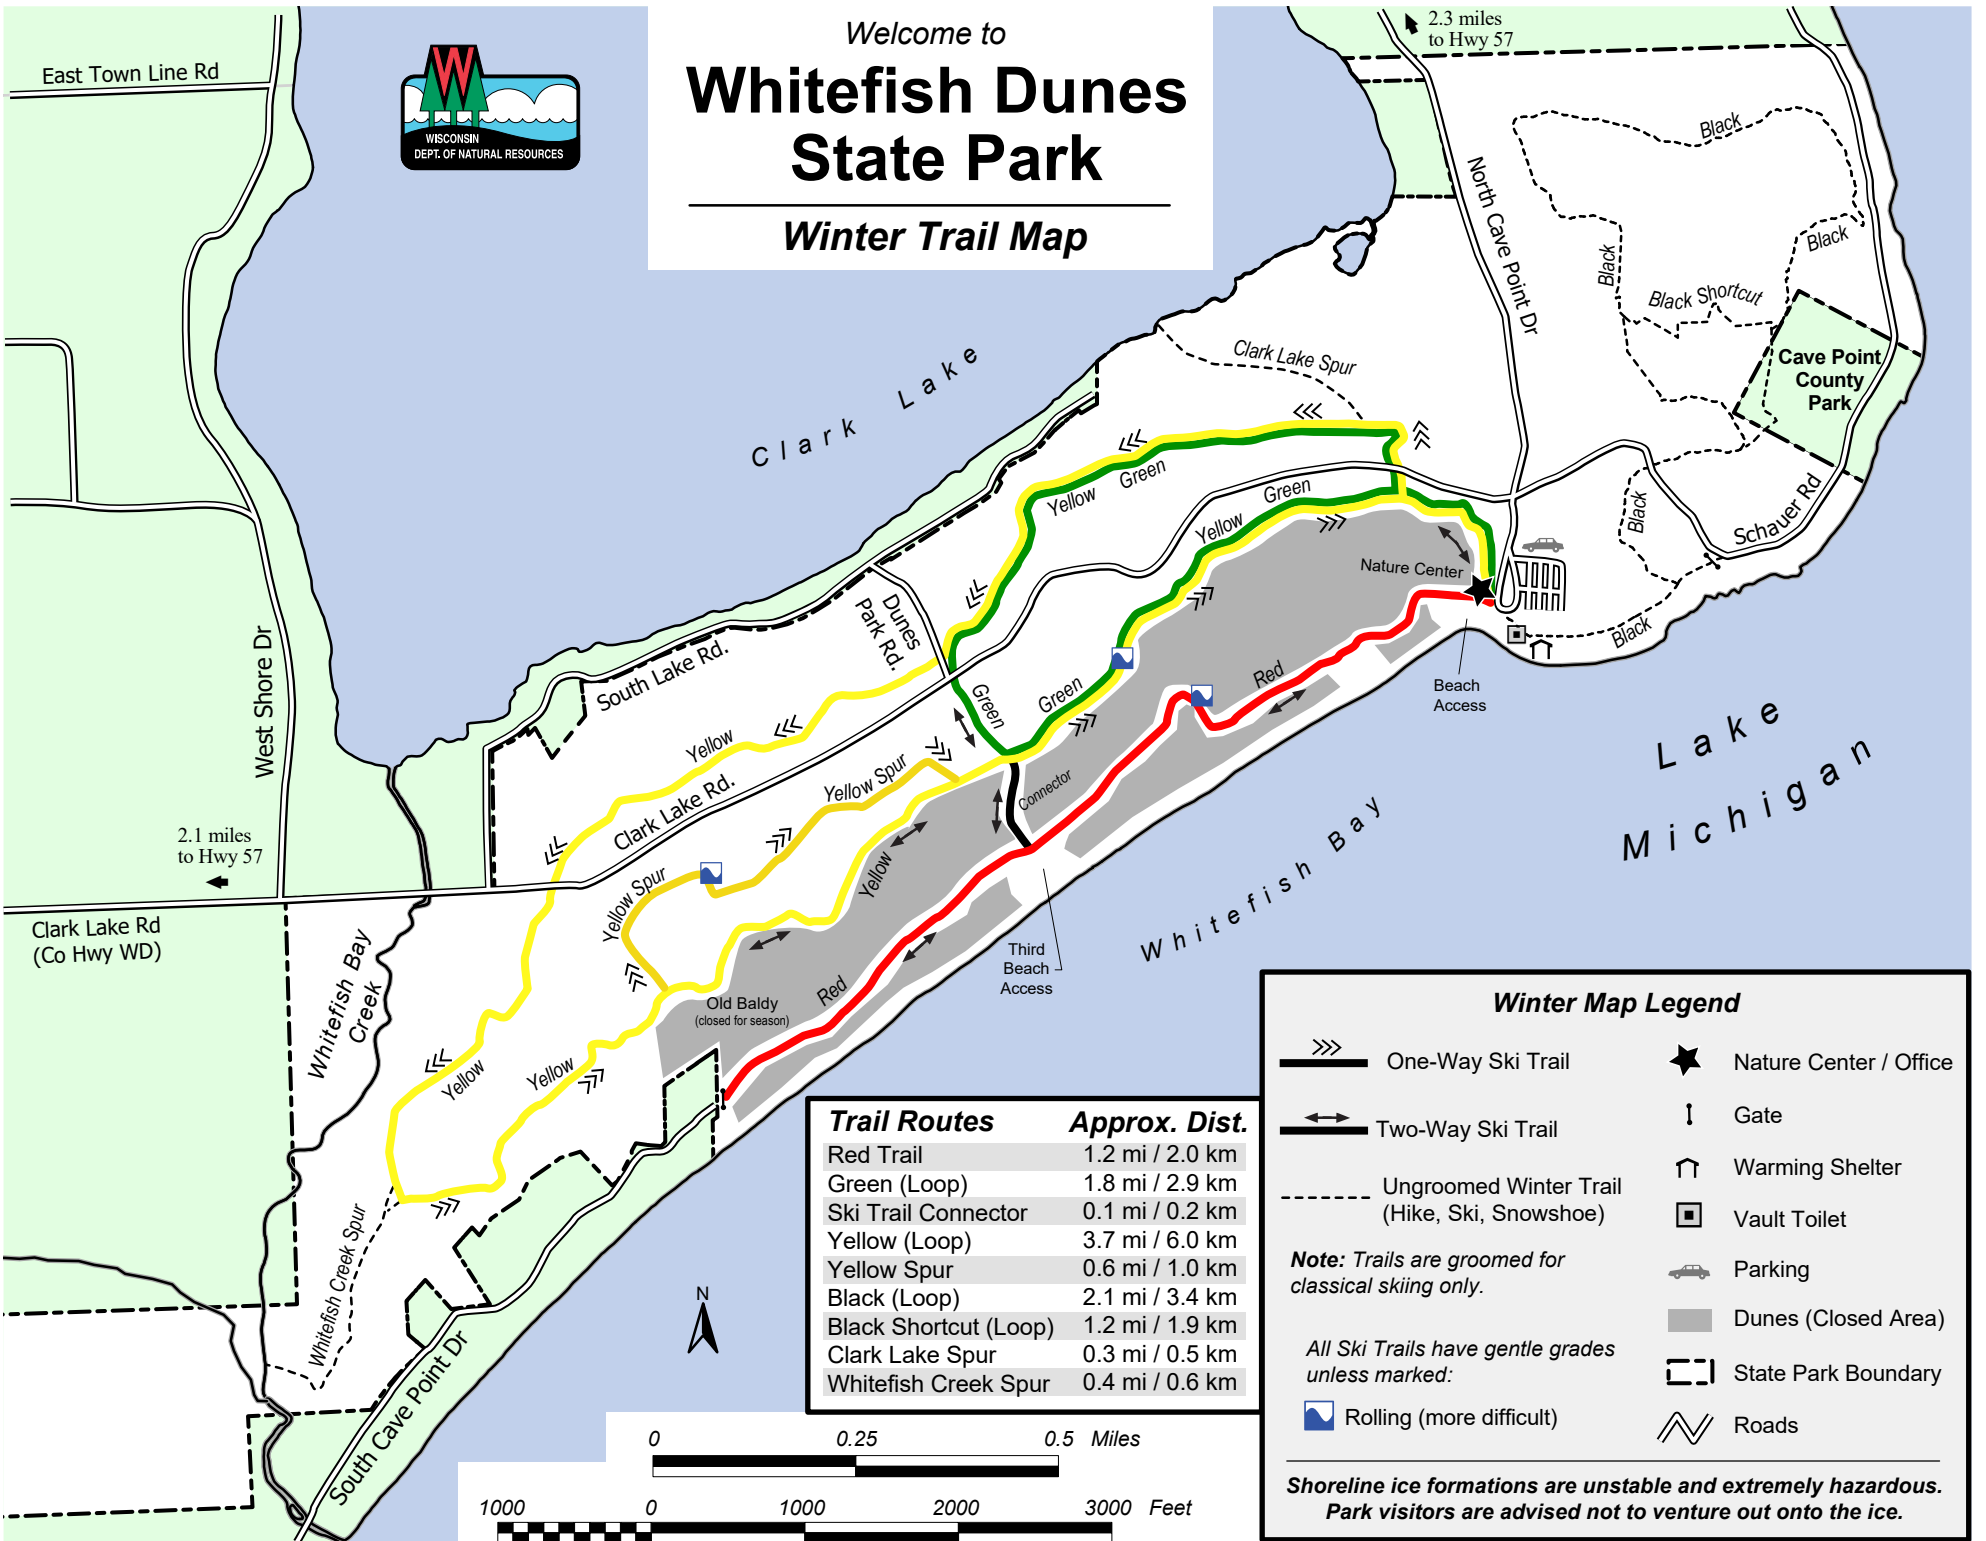 Welcome to
Whitefish Dunes
State Park
Winter Trail Map
WISCONSIN
DEPT. OF NATURAL RESOURCES
2.3 miles
to Hwy 57
East Town Line Rd
North Cave Point Dr
Black
Black
Black
Black Shortcut
Cave Point
County
Park
Clark Lake Spur
Clark Lake
Yellow
Green
Green
Yellow
Black
Schauer Rd
Nature Center
Dunes
Park Rd.
South Lake Rd.
West Shore Dr
Black
Red
Green
Green
Beach
Access
Lake
Michigan
Yellow
Yellow Spur
Connector
Clark Lake Rd.
2.1 miles
to Hwy 57
Yellow
Yellow Spur
Whitefish Bay
Clark Lake Rd
(Co Hwy WD)
Whitefish Bay
Creek
Third
Beach
Access
Red
Old Baldy
(closed for season)
Yellow
Yellow
Whitefish Creek Spur
South Cave Point Dr
N
Trail Routes Approx. Dist.
Red Trail 1.2 mi / 2.0 km
Green (Loop) 1.8 mi / 2.9 km
Ski Trail Connector 0.1 mi / 0.2 km
Yellow (Loop) 3.7 mi / 6.0 km
Yellow Spur 0.6 mi / 1.0 km
Black (Loop) 2.1 mi / 3.4 km
Black Shortcut (Loop) 1.2 mi / 1.9 km
Clark Lake Spur 0.3 mi / 0.5 km
Whitefish Creek Spur 0.4 mi / 0.6 km
0 0.25 0.5 Miles
1000 0 1000 2000 3000 Feet
Winter Map Legend
One-Way Ski Trail
Two-Way Ski Trail
Ungroomed Winter Trail
(Hike, Ski, Snowshoe)
Note: Trails are groomed for
classical skiing only.
All Ski Trails have gentle grades
unless marked:
Rolling (more difficult)
Nature Center / Office
Gate
Warming Shelter
Vault Toilet
Parking
Dunes (Closed Area)
State Park Boundary
Roads
Shoreline ice formations are unstable and extremely hazardous.
Park visitors are advised not to venture out onto the ice.